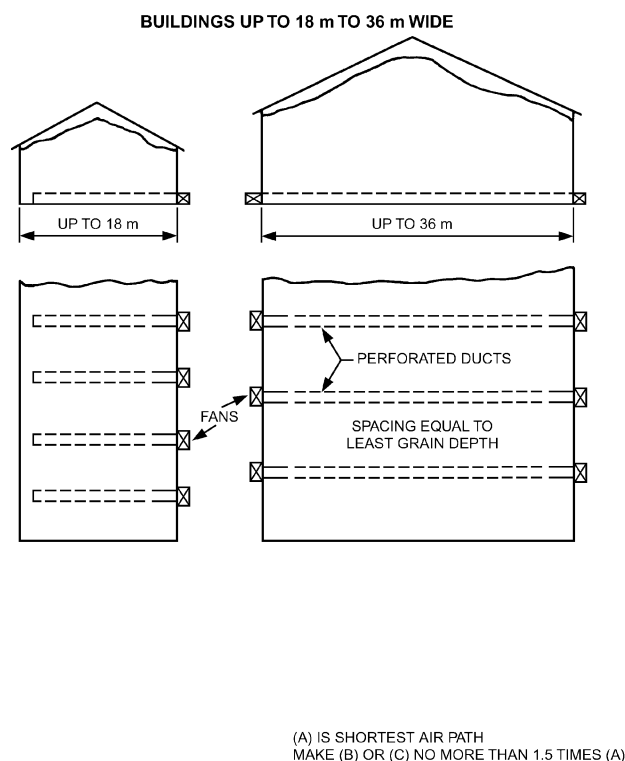 BUILDINGS UP TO 18 m TO 36 m WIDE
UP TO 18 m
UP TO 36 m
PERFORATED DUCTS
FANS
SPACING EQUAL TO
LEAST GRAIN DEPTH
(A) IS SHORTEST AIR PATH
MAKE (B) OR (C) NO MORE THAN 1.5 TIMES (A)